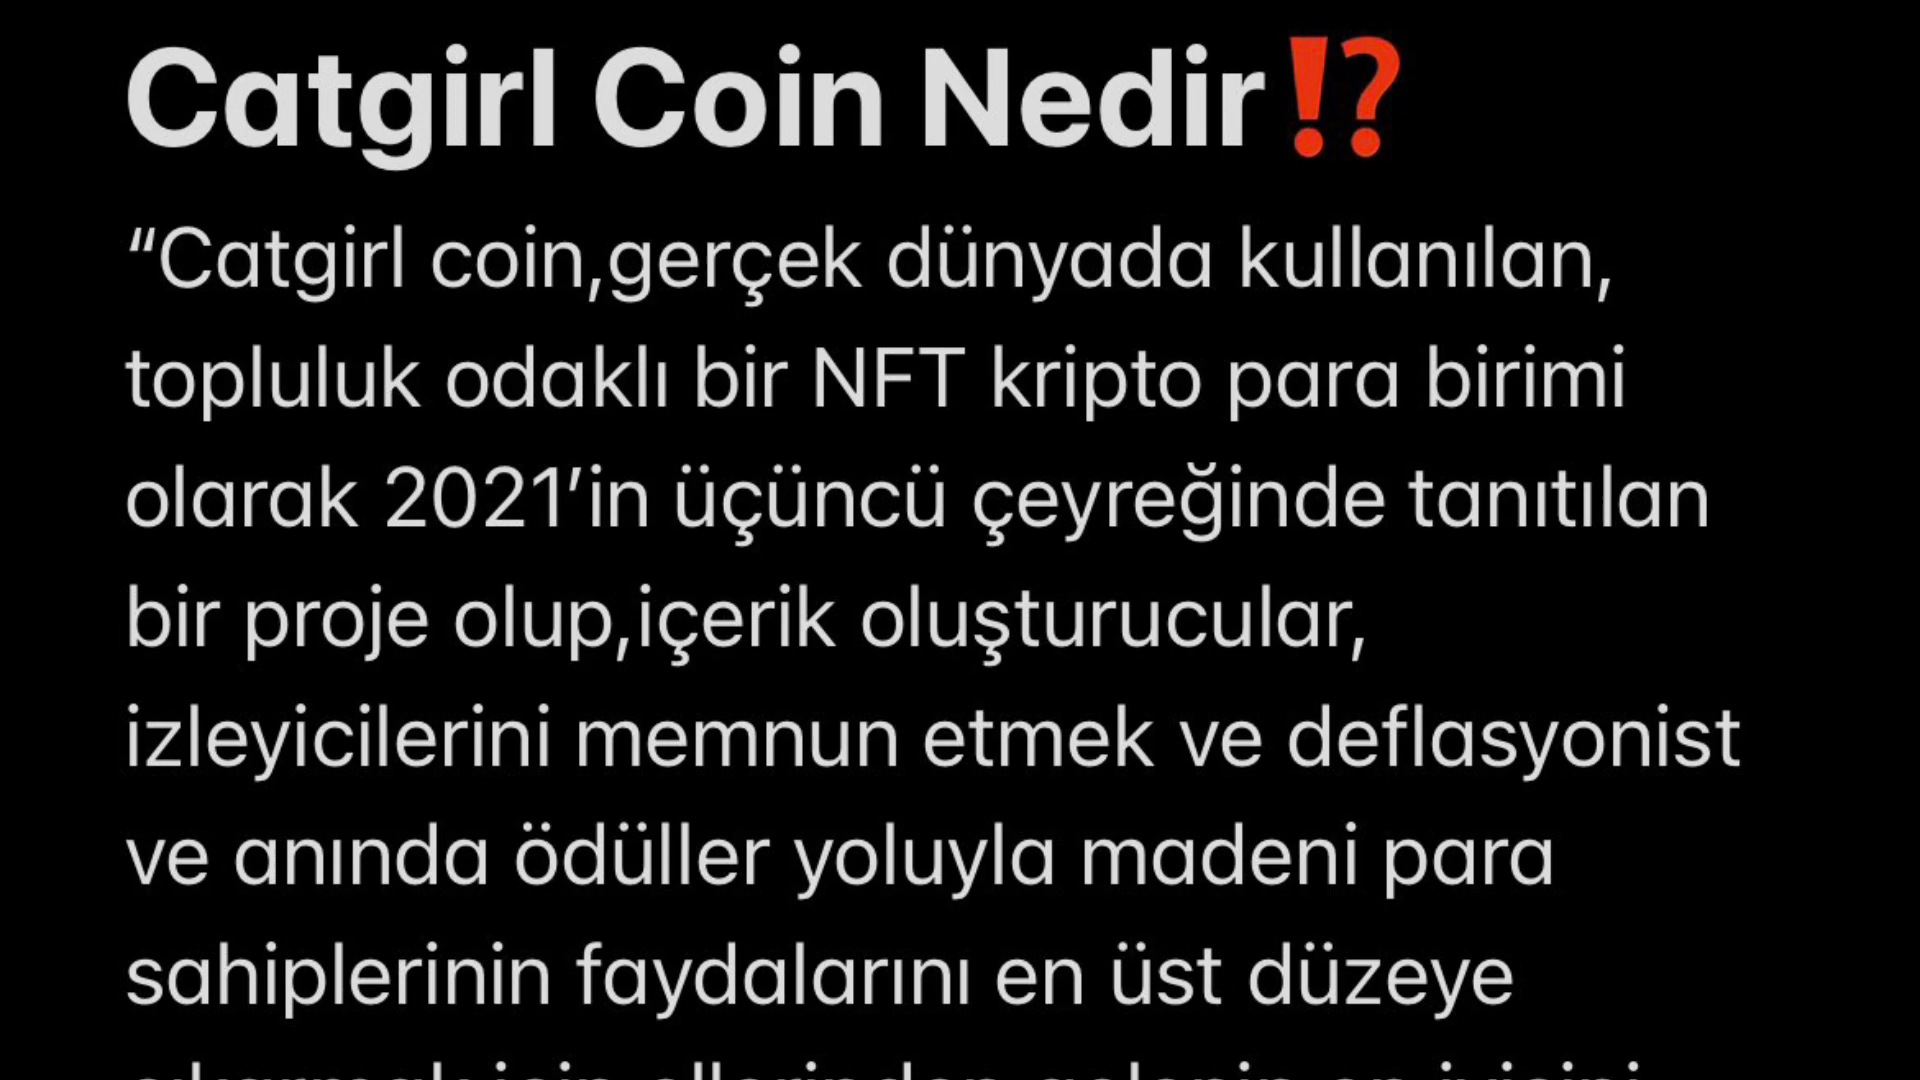 Catgirl Coin Nedir⁉️
“Catgirl coin,gerçek dünyada kullanılan,
topluluk odaklı bir NFT kripto para birimi
olarak 2021’in üçüncü çeyreğinde tanıtılan
bir proje olup,içerik oluşturucular,
izleyicilerini memnun etmek ve deflasyonist
ve anında ödüller yoluyla madeni para
sahiplerinin faydalarını en üst düzeye